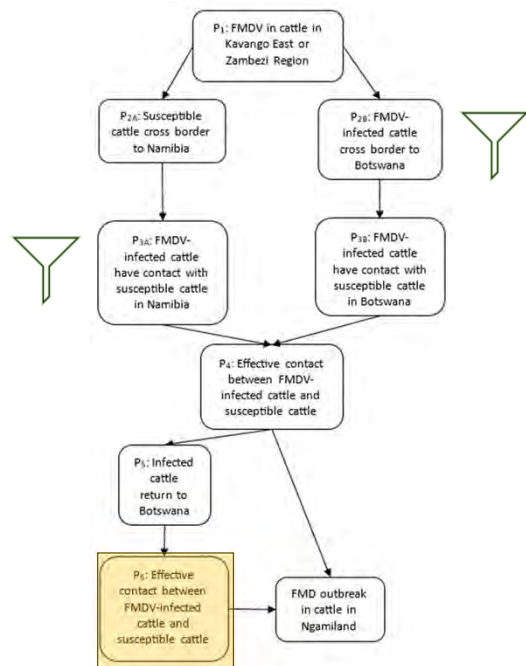 P1: FMDV in cattle in
Kavango East or
Zambezi Region
P2A: Susceptible
cattle cross border
to Namibia
P2B: FMDV-
infected cattle
cross border to
Botswana
P3A: FMDV-
infected cattle
have contact with
susceptible cattle
in Namibia
P3B: FMDV-
infected cattle
have contact with
susceptible cattle
in Botswana
P4: Effective contact
between FMDV-
infected cattle and
susceptible cattle
P5: Infected
cattle
return to
Botswana
P6: Effective
contact between
FMDV-infected
cattle and
susceptible cattle
FMD outbreak
in cattle in
Ngamiland